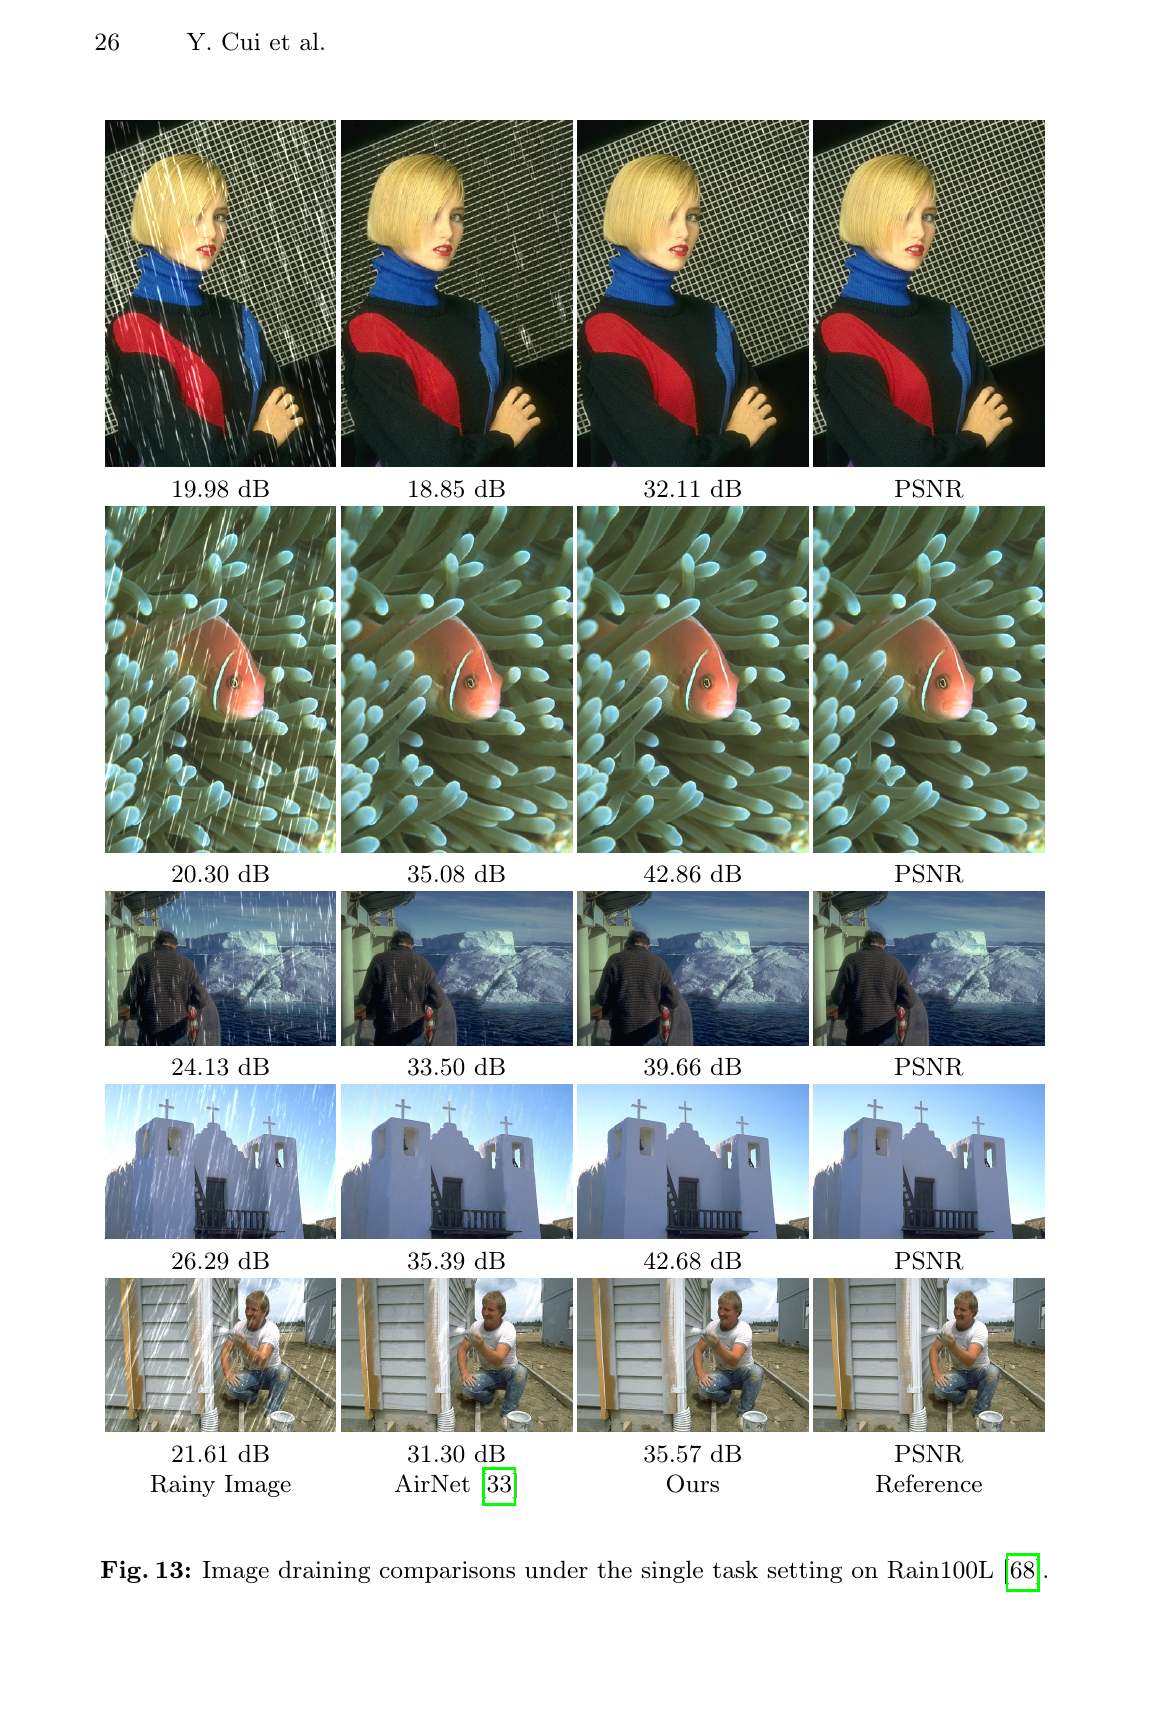 26 Y. Cui et al.
19.98 dB 18.85 dB 32.11 dB PSNR
20.30 dB 35.08 dB 42.86 dB PSNR
24.13 dB 33.50 dB 39.66 dB PSNR
26.29 dB 35.39 dB 42.68 dB PSNR
21.61 dB 31.30 dB 35.57 dB PSNR
Rainy Image AirNet [33] Ours Reference
Fig. 13: Image draining comparisons under the single task setting on Rain100L [68].